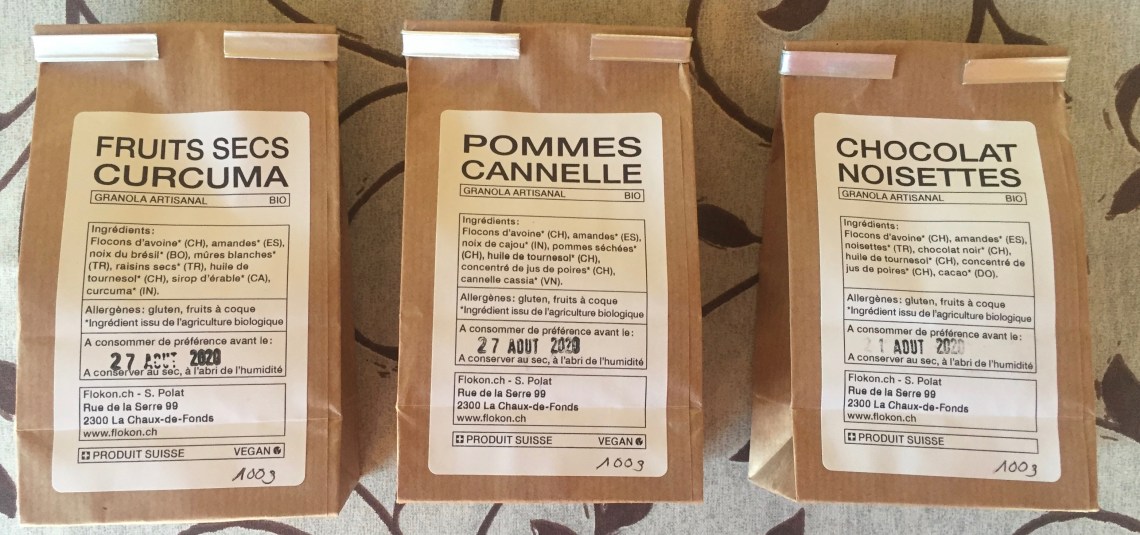 FRUITS SECS
CURCUMA
GRANOLA ARTISANAL BIO
Ingrédients:
Flocons d'avoine* (CH), amandes* (ES),
noix du brésil* (BO), mûres blanches*
(TR), raisins secs* (TR), huile de
tournesol* (CH), sirop d'érable* (CA),
curcuma* (IN).
Allergènes: gluten, fruits à coque
*Ingrédient issu de l'agriculture biologique
A consommer de préférence avant le:
27 AOUT 2020
A conserver au sec, à l'abri de l'humidité
Flokon.ch - S. Polat
Rue de la Serre 99
2300 La Chaux-de-Fonds
www.flokon.ch
PRODUIT SUISSE VEGAN
100g
POMMES
CANNELLE
GRANOLA ARTISANAL BIO
Ingrédients:
Flocons d'avoine* (CH), amandes* (ES),
noix de cajou* (IN), pommes séchées*
(CH), huile de tournesol* (CH),
concentré de jus de poires* (CH),
cannelle cassia* (VN).
Allergènes: gluten, fruits à coque
*Ingrédient issu de l'agriculture biologique
A consommer de préférence avant le:
27 AOUT 2020
A conserver au sec, à l'abri de l'humidité
Flokon.ch - S. Polat
Rue de la Serre 99
2300 La Chaux-de-Fonds
www.flokon.ch
PRODUIT SUISSE VEGAN
100g
CHOCOLAT
NOISETTES
GRANOLA ARTISANAL BIO
Ingrédients:
Flocons d'avoine* (CH), amandes* (ES),
noisettes* (TR), chocolat noir* (CH),
huile de tournesol* (CH), concentré de
jus de poires* (CH), cacao* (DO).
Allergènes: gluten, fruits à coque
*Ingrédient issu de l'agriculture biologique
A consommer de préférence avant le:
21 AOUT 2020
A conserver au sec, à l'abri de l'humidité
Flokon.ch - S. Polat
Rue de la Serre 99
2300 La Chaux-de-Fonds
www.flokon.ch
PRODUIT SUISSE
100g